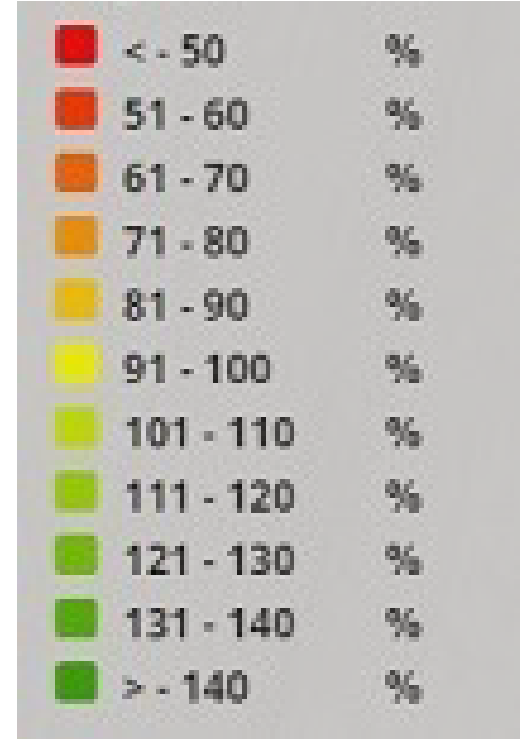 < - 50 %
51 - 60 %
61 - 70 %
71 - 80 %
81 - 90 %
91 - 100 %
101 - 110 %
111 - 120 %
121 - 130 %
131 - 140 %
> - 140 %